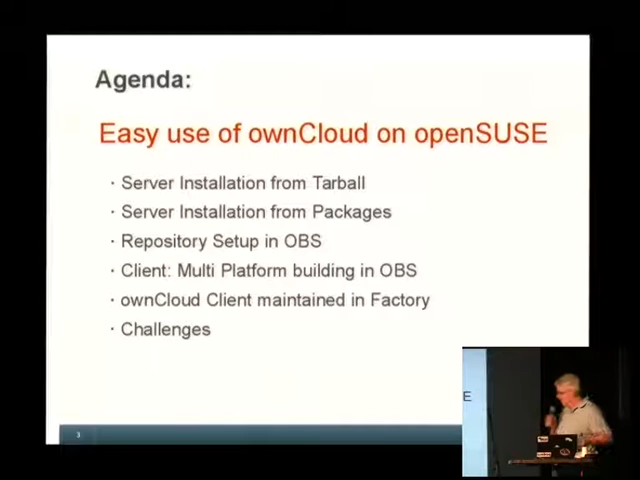 Agenda:
Easy use of ownCloud on openSUSE
· Server Installation from Tarball
· Server Installation from Packages
· Repository Setup in OBS
· Client: Multi Platform building in OBS
· ownCloud Client maintained in Factory
· Challenges
3
E